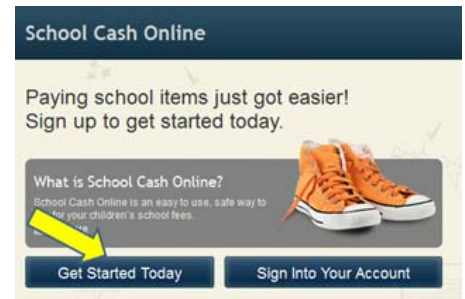 School Cash Online
Paying school items just got easier!
Sign up to get started today.
What is School Cash Online?
School Cash Online is an easy to use, safe way to
for your children's school fees.
Get Started Today
Sign Into Your Account